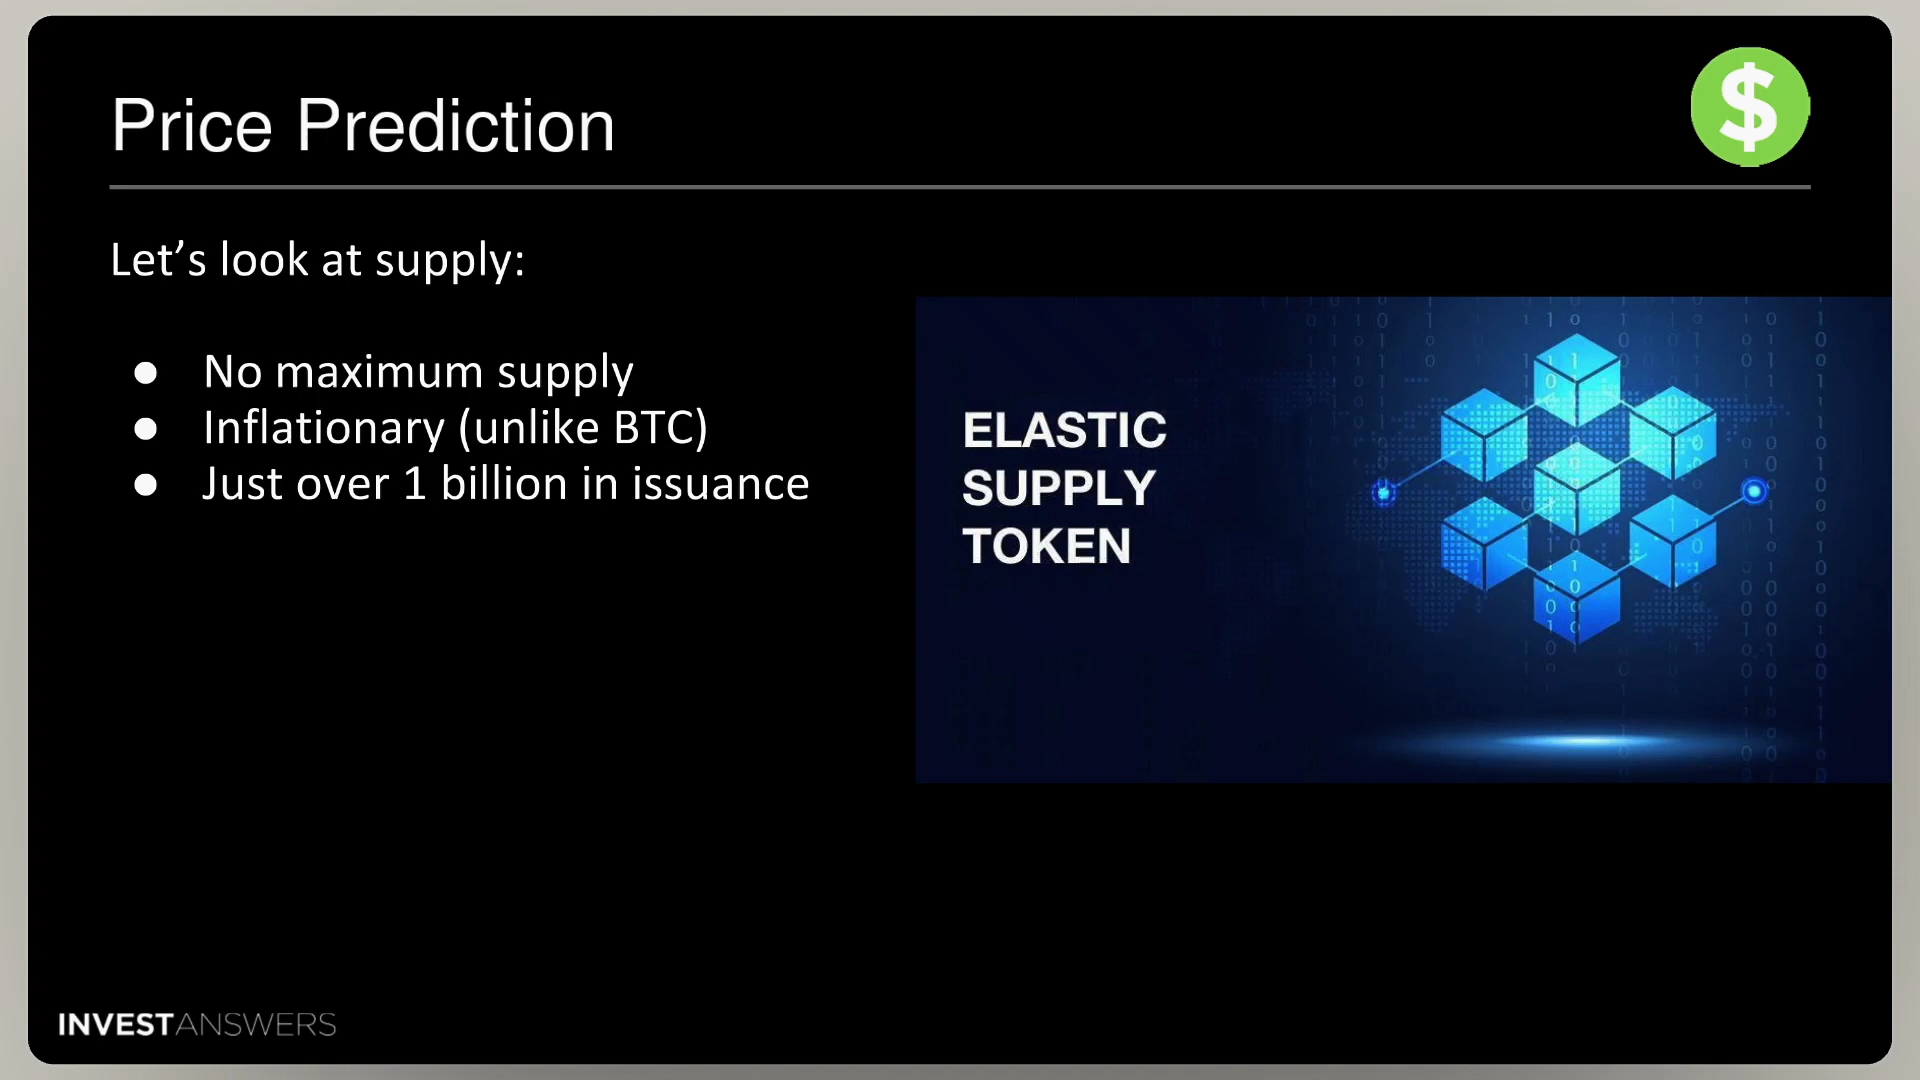 Price Prediction
$
Let’s look at supply:
● No maximum supply
● Inflationary (unlike BTC)
● Just over 1 billion in issuance
ELASTIC
SUPPLY
TOKEN
INVESTANSWERS